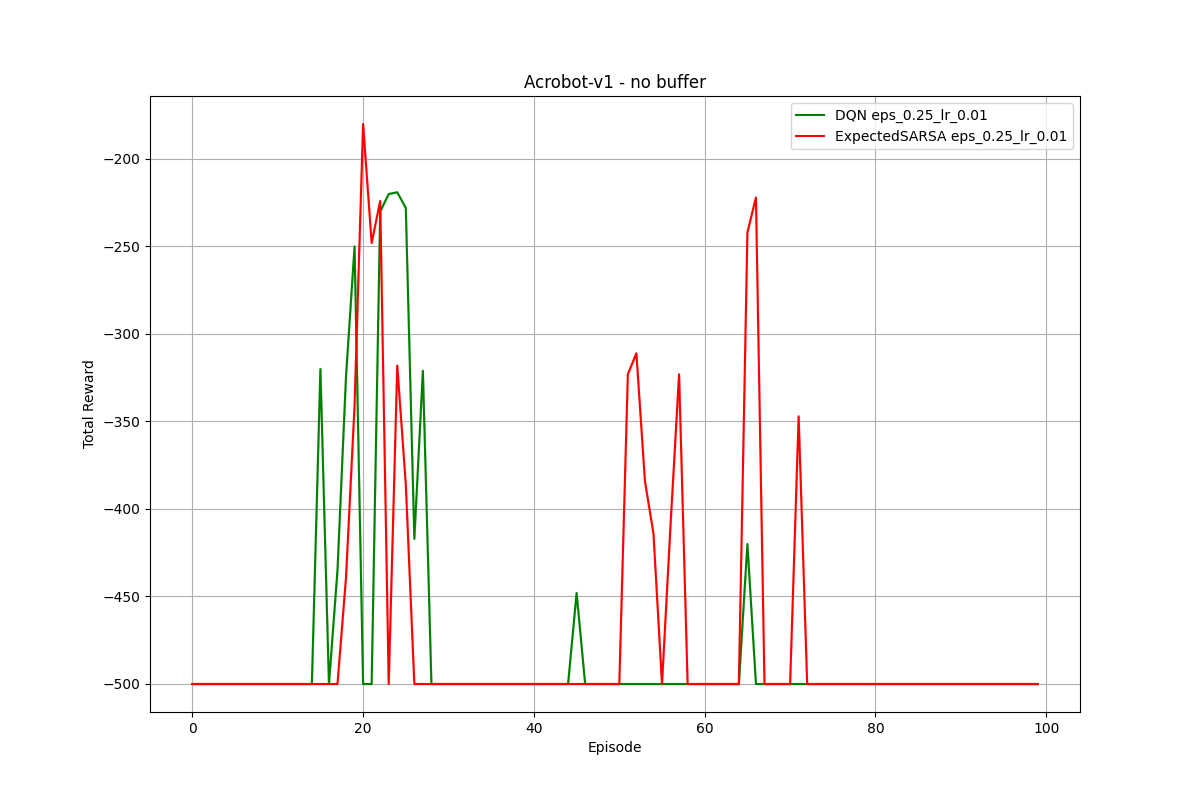 Acrobot-v1 - no buffer
DQN eps_0.25_lr_0.01
ExpectedSARSA eps_0.25_lr_0.01
Total Reward
−200
−250
−300
−350
−400
−450
−500
0 20 40 60 80 100
Episode